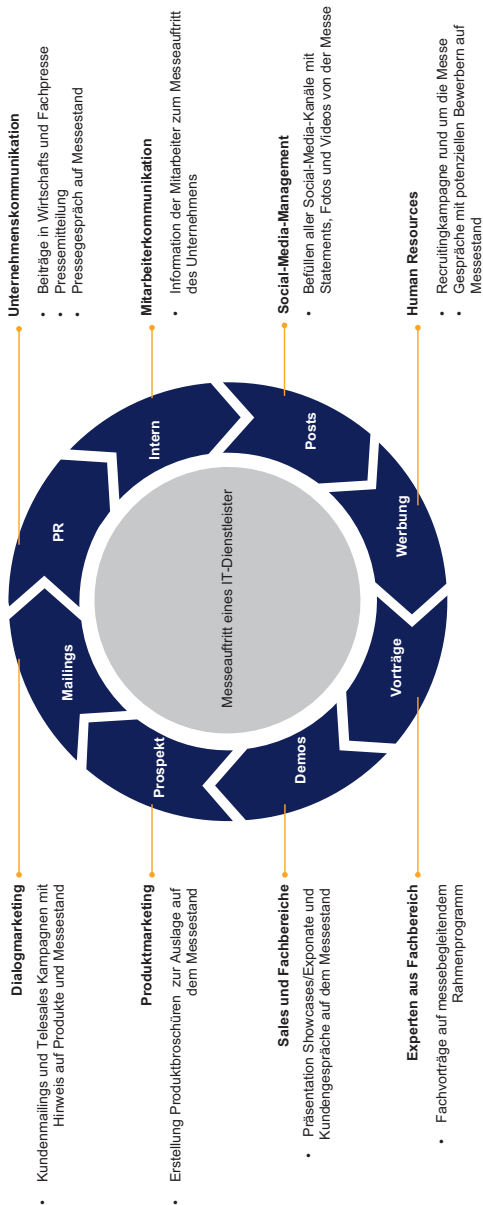 Dialogmarketing
• Kundenmailings und Telesales Kampagnen mit
Hinweis auf Produkte und Messestand
Produktmarketing
• Erstellung Produktbroschüren zur Auslage auf
dem Messestand
Sales und Fachbereiche
• Präsentation Showcases/Exponate und
Kundengespräche auf dem Messestand
Experten aus Fachbereich
• Fachvorträge auf messebegleitendem
Rahmenprogramm
Mailings
PR
Prospekt
Intern
Messeauftritt eines IT-Dienstleister
Demos
Posts
Vorträge
Werbung
Unternehmenskommunikation
• Beiträge in Wirtschafts und Fachpresse
• Pressemitteilung
• Pressegespräch auf Messestand
Mitarbeiterkommunikation
• Information der Mitarbeiter zum Messeauftritt
des Unternehmens
Social-Media-Management
• Befüllen aller Social-Media-Kanäle mit
Statements, Fotos und Videos von der Messe
Human Resources
• Recruitingkampagne rund um die Messe
• Gespräche mit potenziellen Bewerbern auf
Messestand